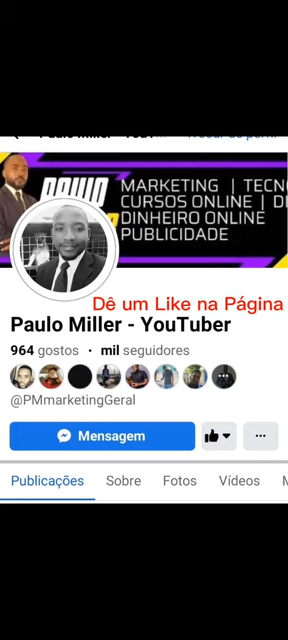 MARKETING | TECN
CURSOS ONLINE | DI
DINHEIRO ONLINE
PUBLICIDADE
Dê um Like na Página
Paulo Miller - YouTuber
964 gostos · mil seguidores
@PMmarketingGeral
Mensagem
Publicações Sobre Fotos Vídeos